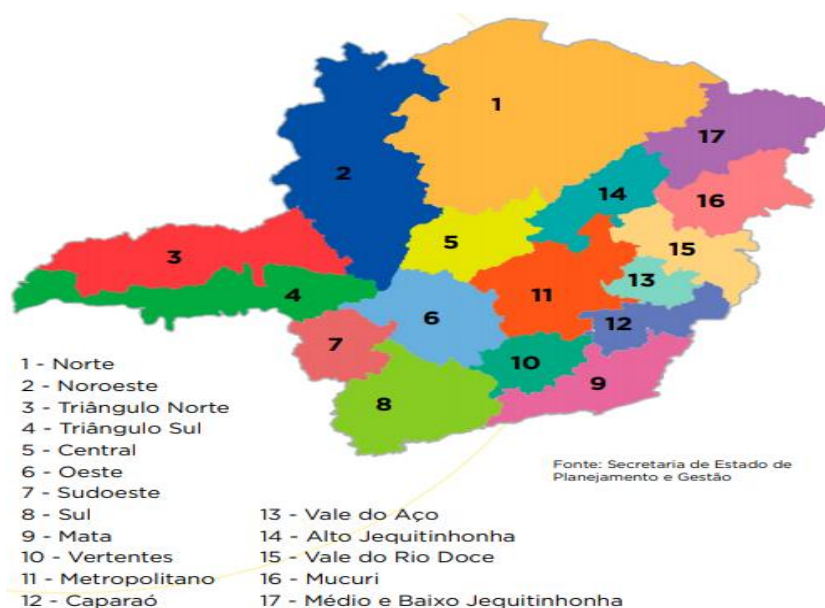 1
17
14
2
16
5
15
3
13
4
11
6
12
7
10
9
8
1 - Norte
2 - Noroeste
3 - Triângulo Norte
4 - Triângulo Sul
5 - Central
6 - Oeste
7 - Sudoeste
8 - Sul
9 - Mata
10 - Vertentes
11 - Metropolitano
12 - Caparaó
Fonte: Secretaria de Estado de
Planejamento e Gestão
13 - Vale do Aço
14 - Alto Jequitinhonha
15 - Vale do Rio Doce
16 - Mucuri
17 - Médio e Baixo Jequitinhonha